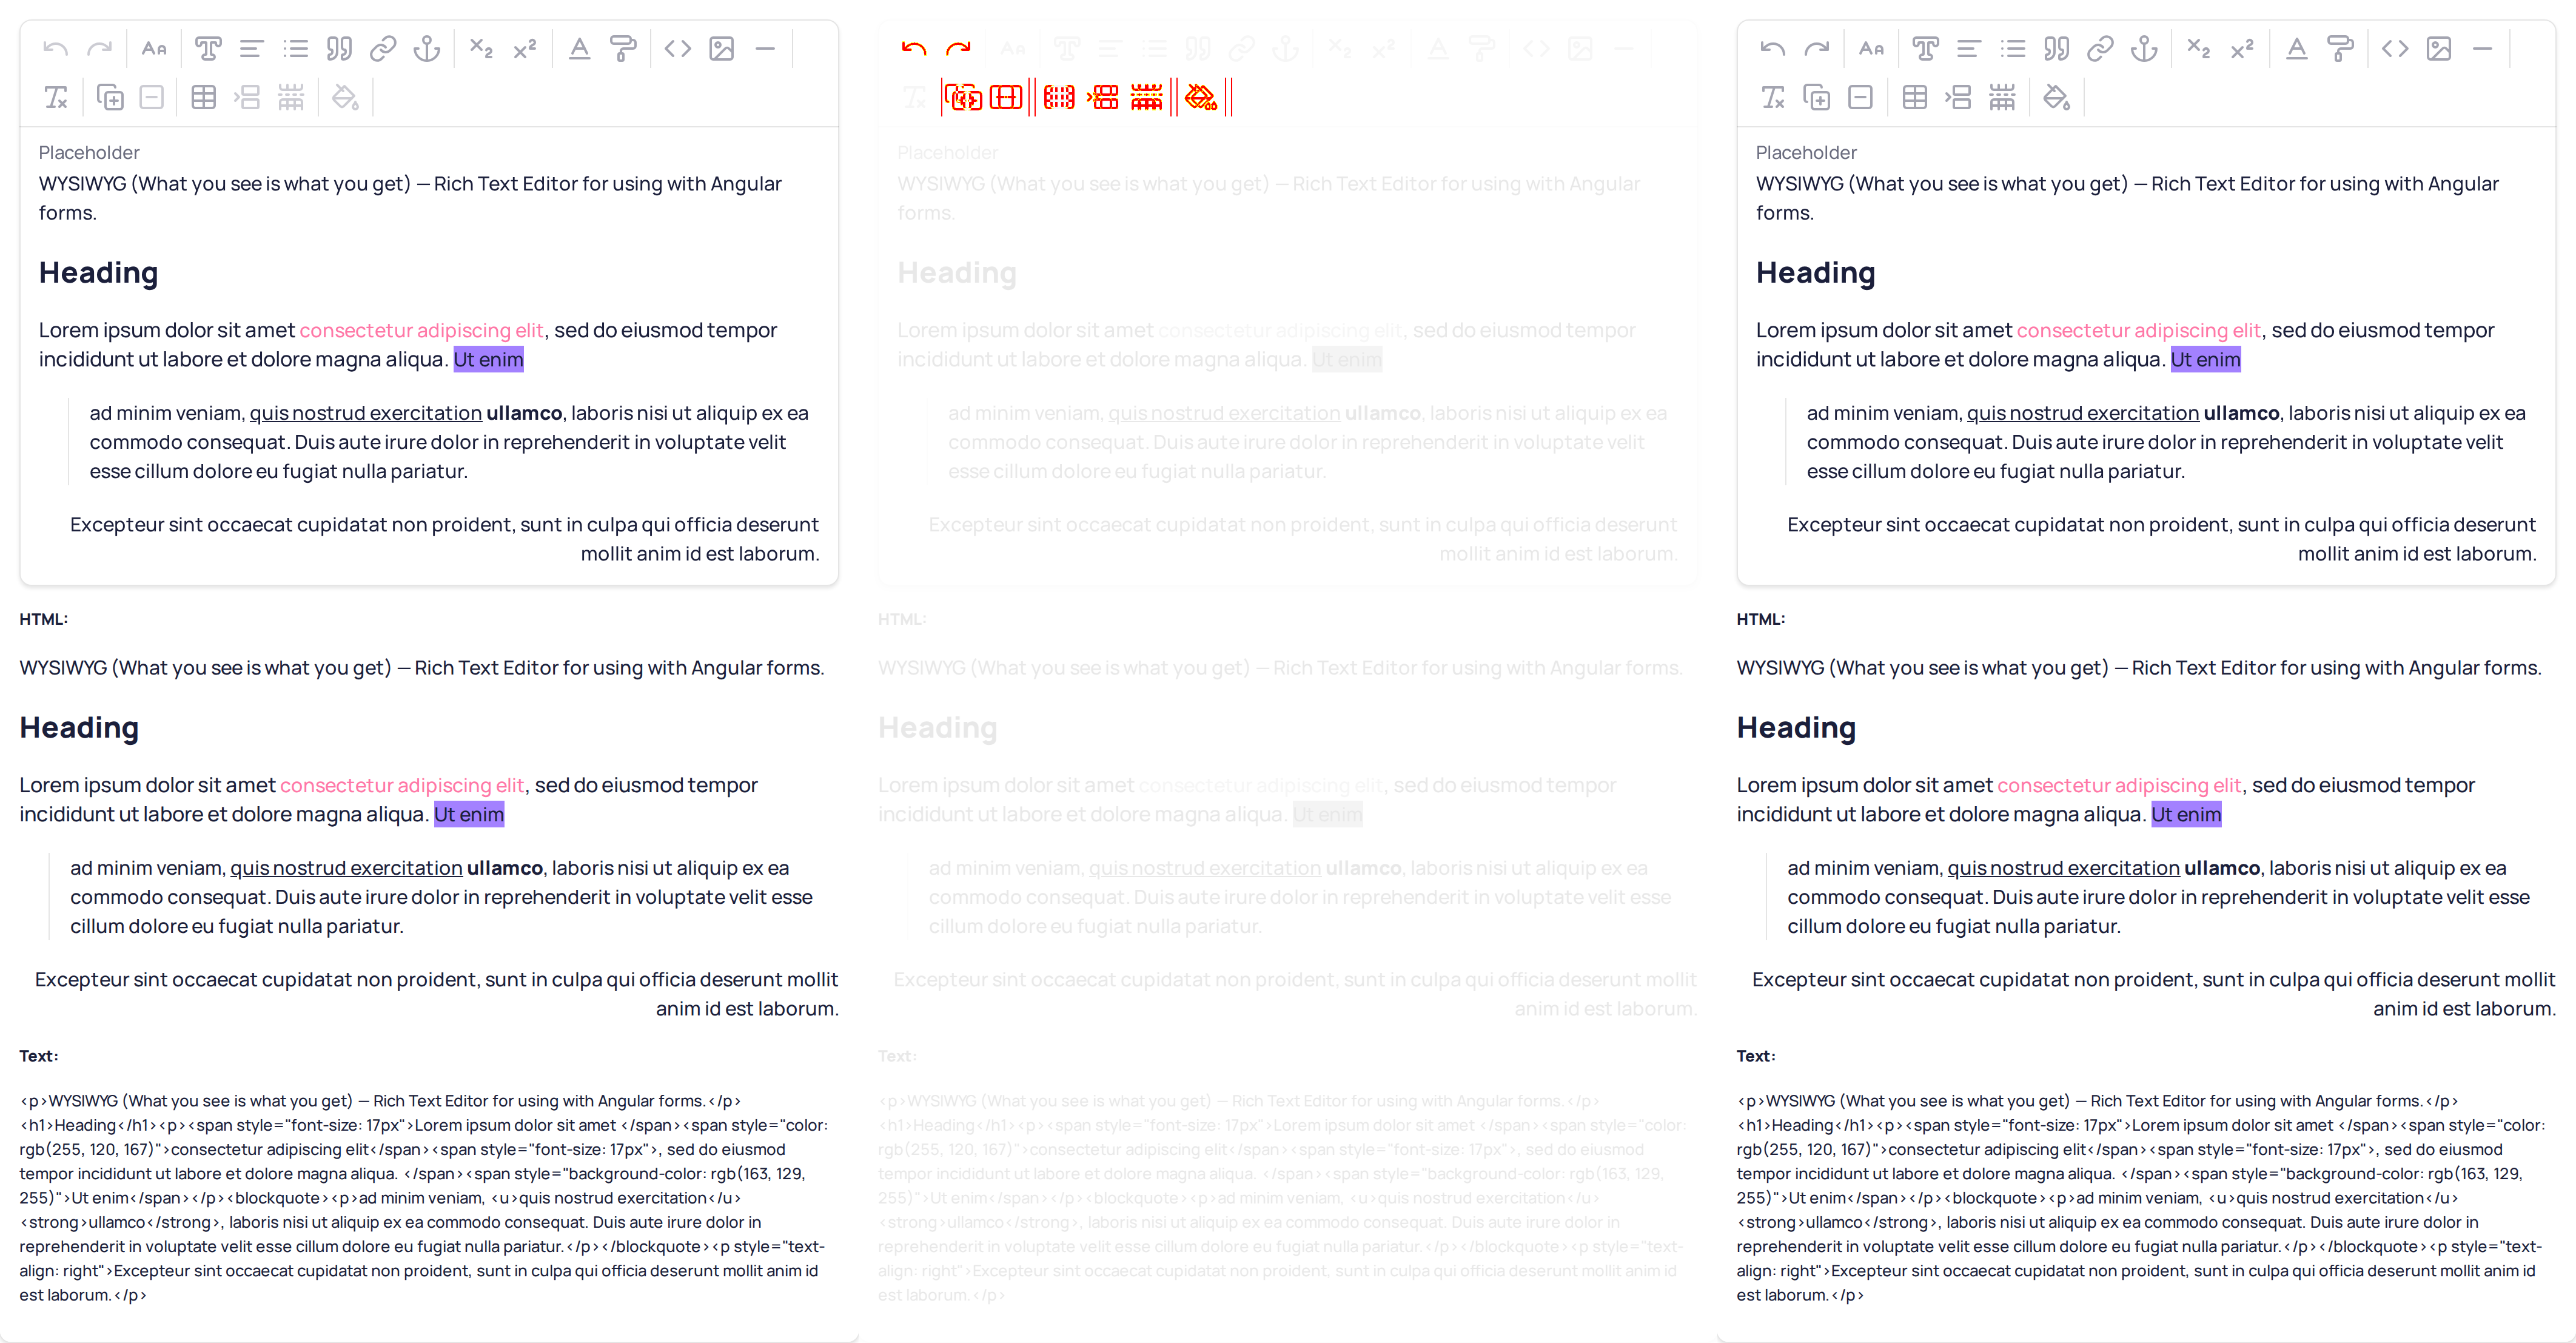 Placeholder
WYSIWYG (What you see is what you get) — Rich Text Editor for using with Angular
forms.
Heading
Lorem ipsum dolor sit amet consectetur adipiscing elit, sed do eiusmod tempor
incididunt ut labore et dolore magna aliqua. Ut enim
ad minim veniam, quis nostrud exercitation ullamco, laboris nisi ut aliquip ex ea
commodo consequat. Duis aute irure dolor in reprehenderit in voluptate velit
esse cillum dolore eu fugiat nulla pariatur.
Excepteur sint occaecat cupidatat non proident, sunt in culpa qui officia deserunt
mollit anim id est laborum.
HTML:
WYSIWYG (What you see is what you get) — Rich Text Editor for using with Angular forms.
Heading
Lorem ipsum dolor sit amet consectetur adipiscing elit, sed do eiusmod tempor
incididunt ut labore et dolore magna aliqua. Ut enim
ad minim veniam, quis nostrud exercitation ullamco, laboris nisi ut aliquip ex ea
commodo consequat. Duis aute irure dolor in reprehenderit in voluptate velit esse
cillum dolore eu fugiat nulla pariatur.
Excepteur sint occaecat cupidatat non proident, sunt in culpa qui officia deserunt mollit
anim id est laborum.
Text:
<p>WYSIWYG (What you see is what you get) — Rich Text Editor for using with Angular forms.</p>
<h1>Heading</h1><p><span style="font-size: 17px">Lorem ipsum dolor sit amet </span><span style="color:
rgb(255, 120, 167)">consectetur adipiscing elit</span><span style="font-size: 17px">, sed do eiusmod
tempor incididunt ut labore et dolore magna aliqua. </span><span style="background-color: rgb(163, 129,
255)">Ut enim</span></p><blockquote><p>ad minim veniam, <u>quis nostrud exercitation</u>
<strong>ullamco</strong>, laboris nisi ut aliquip ex ea commodo consequat. Duis aute irure dolor in
reprehenderit in voluptate velit esse cillum dolore eu fugiat nulla pariatur.</p></blockquote><p style="text-
align: right">Excepteur sint occaecat cupidatat non proident, sunt in culpa qui officia deserunt mollit anim id
est laborum.</p>
Placeholder
WYSIWYG (What you see is what you get) — Rich Text Editor for using with Angular
forms.
Heading
Lorem ipsum dolor sit amet consectetur adipiscing elit, sed do eiusmod tempor
incididunt ut labore et dolore magna aliqua. Ut enim
ad minim veniam, quis nostrud exercitation ullamco, laboris nisi ut aliquip ex ea
commodo consequat. Duis aute irure dolor in reprehenderit in voluptate velit
esse cillum dolore eu fugiat nulla pariatur.
Excepteur sint occaecat cupidatat non proident, sunt in culpa qui officia deserunt
mollit anim id est laborum.
HTML:
WYSIWYG (What you see is what you get) — Rich Text Editor for using with Angular forms.
Heading
Lorem ipsum dolor sit amet consectetur adipiscing elit, sed do eiusmod tempor
incididunt ut labore et dolore magna aliqua. Ut enim
ad minim veniam, quis nostrud exercitation ullamco, laboris nisi ut aliquip ex ea
commodo consequat. Duis aute irure dolor in reprehenderit in voluptate velit esse
cillum dolore eu fugiat nulla pariatur.
Excepteur sint occaecat cupidatat non proident, sunt in culpa qui officia deserunt mollit
anim id est laborum.
Text:
<p>WYSIWYG (What you see is what you get) — Rich Text Editor for using with Angular forms.</p>
<h1>Heading</h1><p><span style="font-size: 17px">Lorem ipsum dolor sit amet </span><span style="color:
rgb(255, 120, 167)">consectetur adipiscing elit</span><span style="font-size: 17px">, sed do eiusmod
tempor incididunt ut labore et dolore magna aliqua. </span><span style="background-color: rgb(163, 129,
255)">Ut enim</span></p><blockquote><p>ad minim veniam, <u>quis nostrud exercitation</u>
<strong>ullamco</strong>, laboris nisi ut aliquip ex ea commodo consequat. Duis aute irure dolor in
reprehenderit in voluptate velit esse cillum dolore eu fugiat nulla pariatur.</p></blockquote><p style="text-
align: right">Excepteur sint occaecat cupidatat non proident, sunt in culpa qui officia deserunt mollit anim id
est laborum.</p>
Placeholder
WYSIWYG (What you see is what you get) — Rich Text Editor for using with Angular
forms.
Heading
Lorem ipsum dolor sit amet consectetur adipiscing elit, sed do eiusmod tempor
incididunt ut labore et dolore magna aliqua. Ut enim
ad minim veniam, quis nostrud exercitation ullamco, laboris nisi ut aliquip ex ea
commodo consequat. Duis aute irure dolor in reprehenderit in voluptate velit
esse cillum dolore eu fugiat nulla pariatur.
Excepteur sint occaecat cupidatat non proident, sunt in culpa qui officia deserunt
mollit anim id est laborum.
HTML:
WYSIWYG (What you see is what you get) — Rich Text Editor for using with Angular forms.
Heading
Lorem ipsum dolor sit amet consectetur adipiscing elit, sed do eiusmod tempor
incididunt ut labore et dolore magna aliqua. Ut enim
ad minim veniam, quis nostrud exercitation ullamco, laboris nisi ut aliquip ex ea
commodo consequat. Duis aute irure dolor in reprehenderit in voluptate velit esse
cillum dolore eu fugiat nulla pariatur.
Excepteur sint occaecat cupidatat non proident, sunt in culpa qui officia deserunt mollit
anim id est laborum.
Text:
<p>WYSIWYG (What you see is what you get) — Rich Text Editor for using with Angular forms.</p>
<h1>Heading</h1><p><span style="font-size: 17px">Lorem ipsum dolor sit amet </span><span style="color:
rgb(255, 120, 167)">consectetur adipiscing elit</span><span style="font-size: 17px">, sed do eiusmod
tempor incididunt ut labore et dolore magna aliqua. </span><span style="background-color: rgb(163, 129,
255)">Ut enim</span></p><blockquote><p>ad minim veniam, <u>quis nostrud exercitation</u>
<strong>ullamco</strong>, laboris nisi ut aliquip ex ea commodo consequat. Duis aute irure dolor in
reprehenderit in voluptate velit esse cillum dolore eu fugiat nulla pariatur.</p></blockquote><p style="text-
align: right">Excepteur sint occaecat cupidatat non proident, sunt in culpa qui officia deserunt mollit anim id
est laborum.</p>